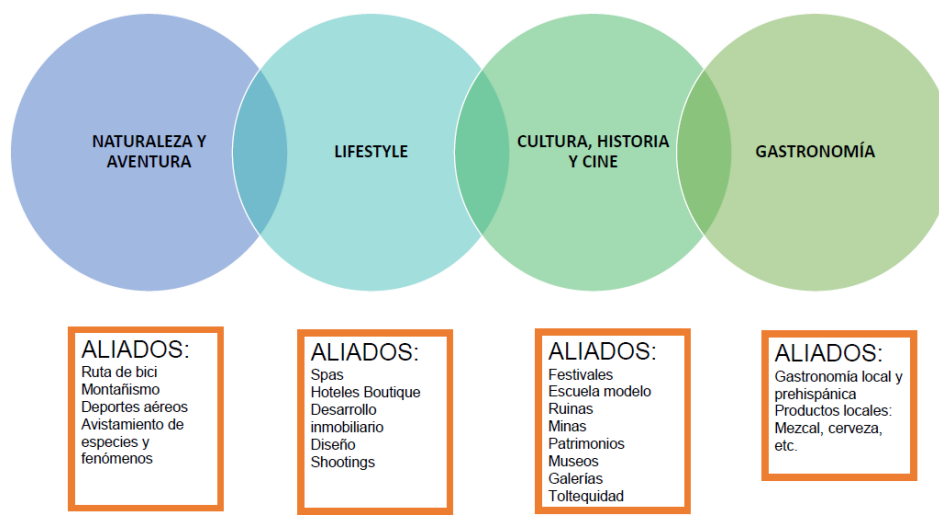 NATURALEZA Y
AVENTURA
LIFESTYLE
CULTURA, HISTORIA
Y CINE
GASTRONOMÍA
ALIADOS:
Ruta de bici
Montañismo
Deportes aéreos
Avistamiento de
especies y
fenómenos
ALIADOS:
Spas
Hoteles Boutique
Desarrollo
inmobiliario
Diseño
Shootings
ALIADOS:
Festivales
Escuela modelo
Ruinas
Minas
Patrimonios
Museos
Galerías
Toltequidad
ALIADOS:
Gastronomía local y
prehispánica
Productos locales:
Mezcal, cerveza,
etc.